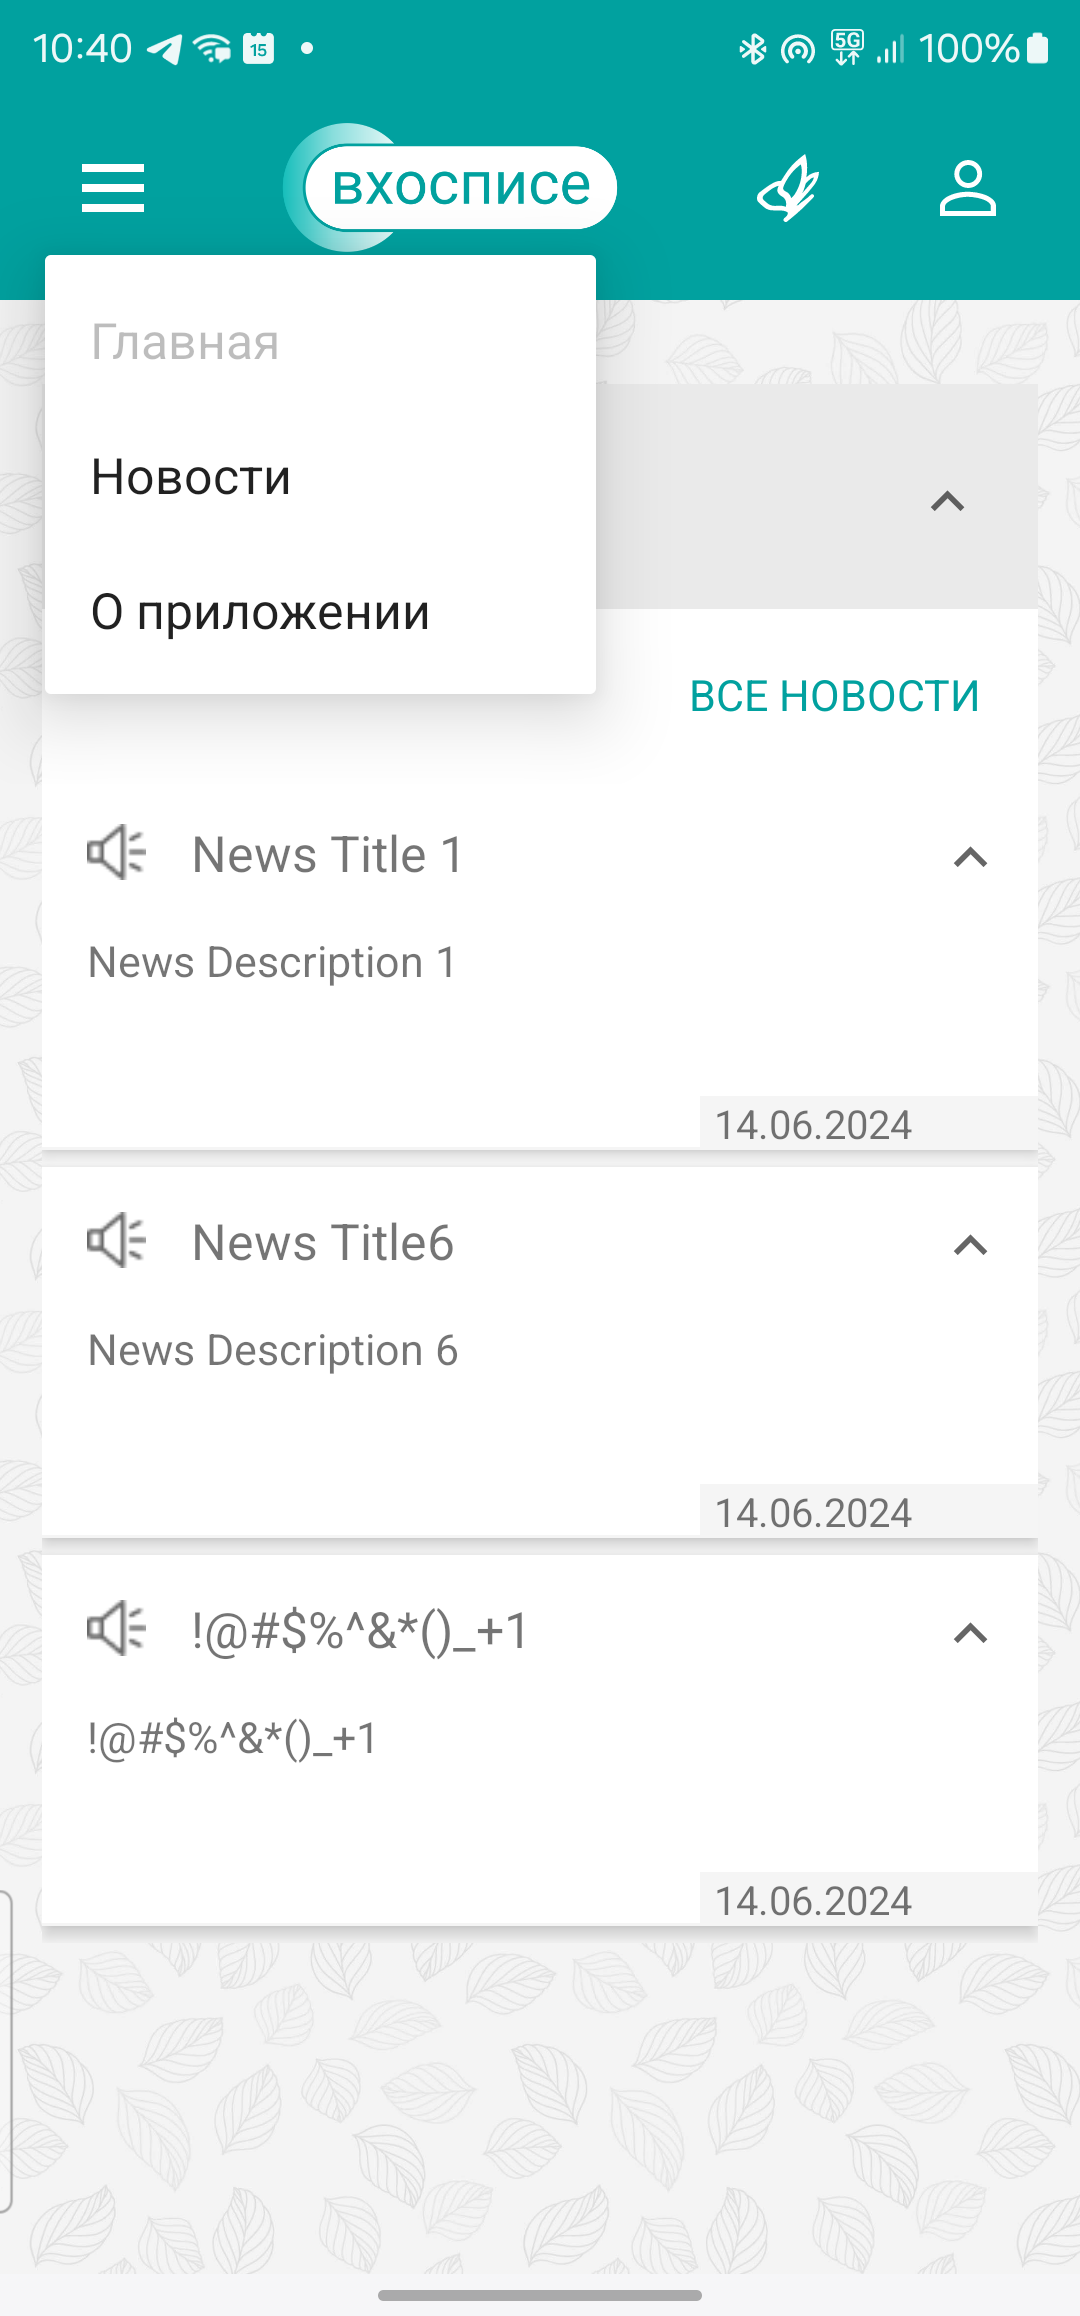 10:40
15
5G
100%
вхосписе
Главная
Новости
О приложении
ВСЕ НОВОСТИ
News Title 1
News Description 1
14.06.2024
News Title6
News Description 6
14.06.2024
!@#$%^&*()_+1
!@#$%^&*()_+1
14.06.2024